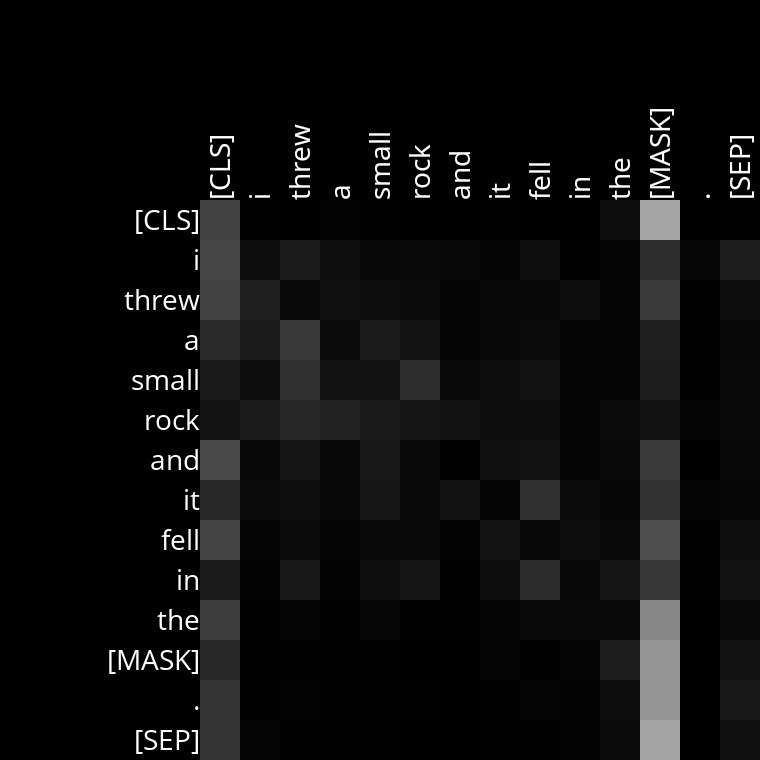 [CLS] i threw a small rock and it fell in the [MASK] . [SEP]
[CLS]
i
threw
a
small
rock
and
it
fell
in
the
[MASK]
.
[SEP]